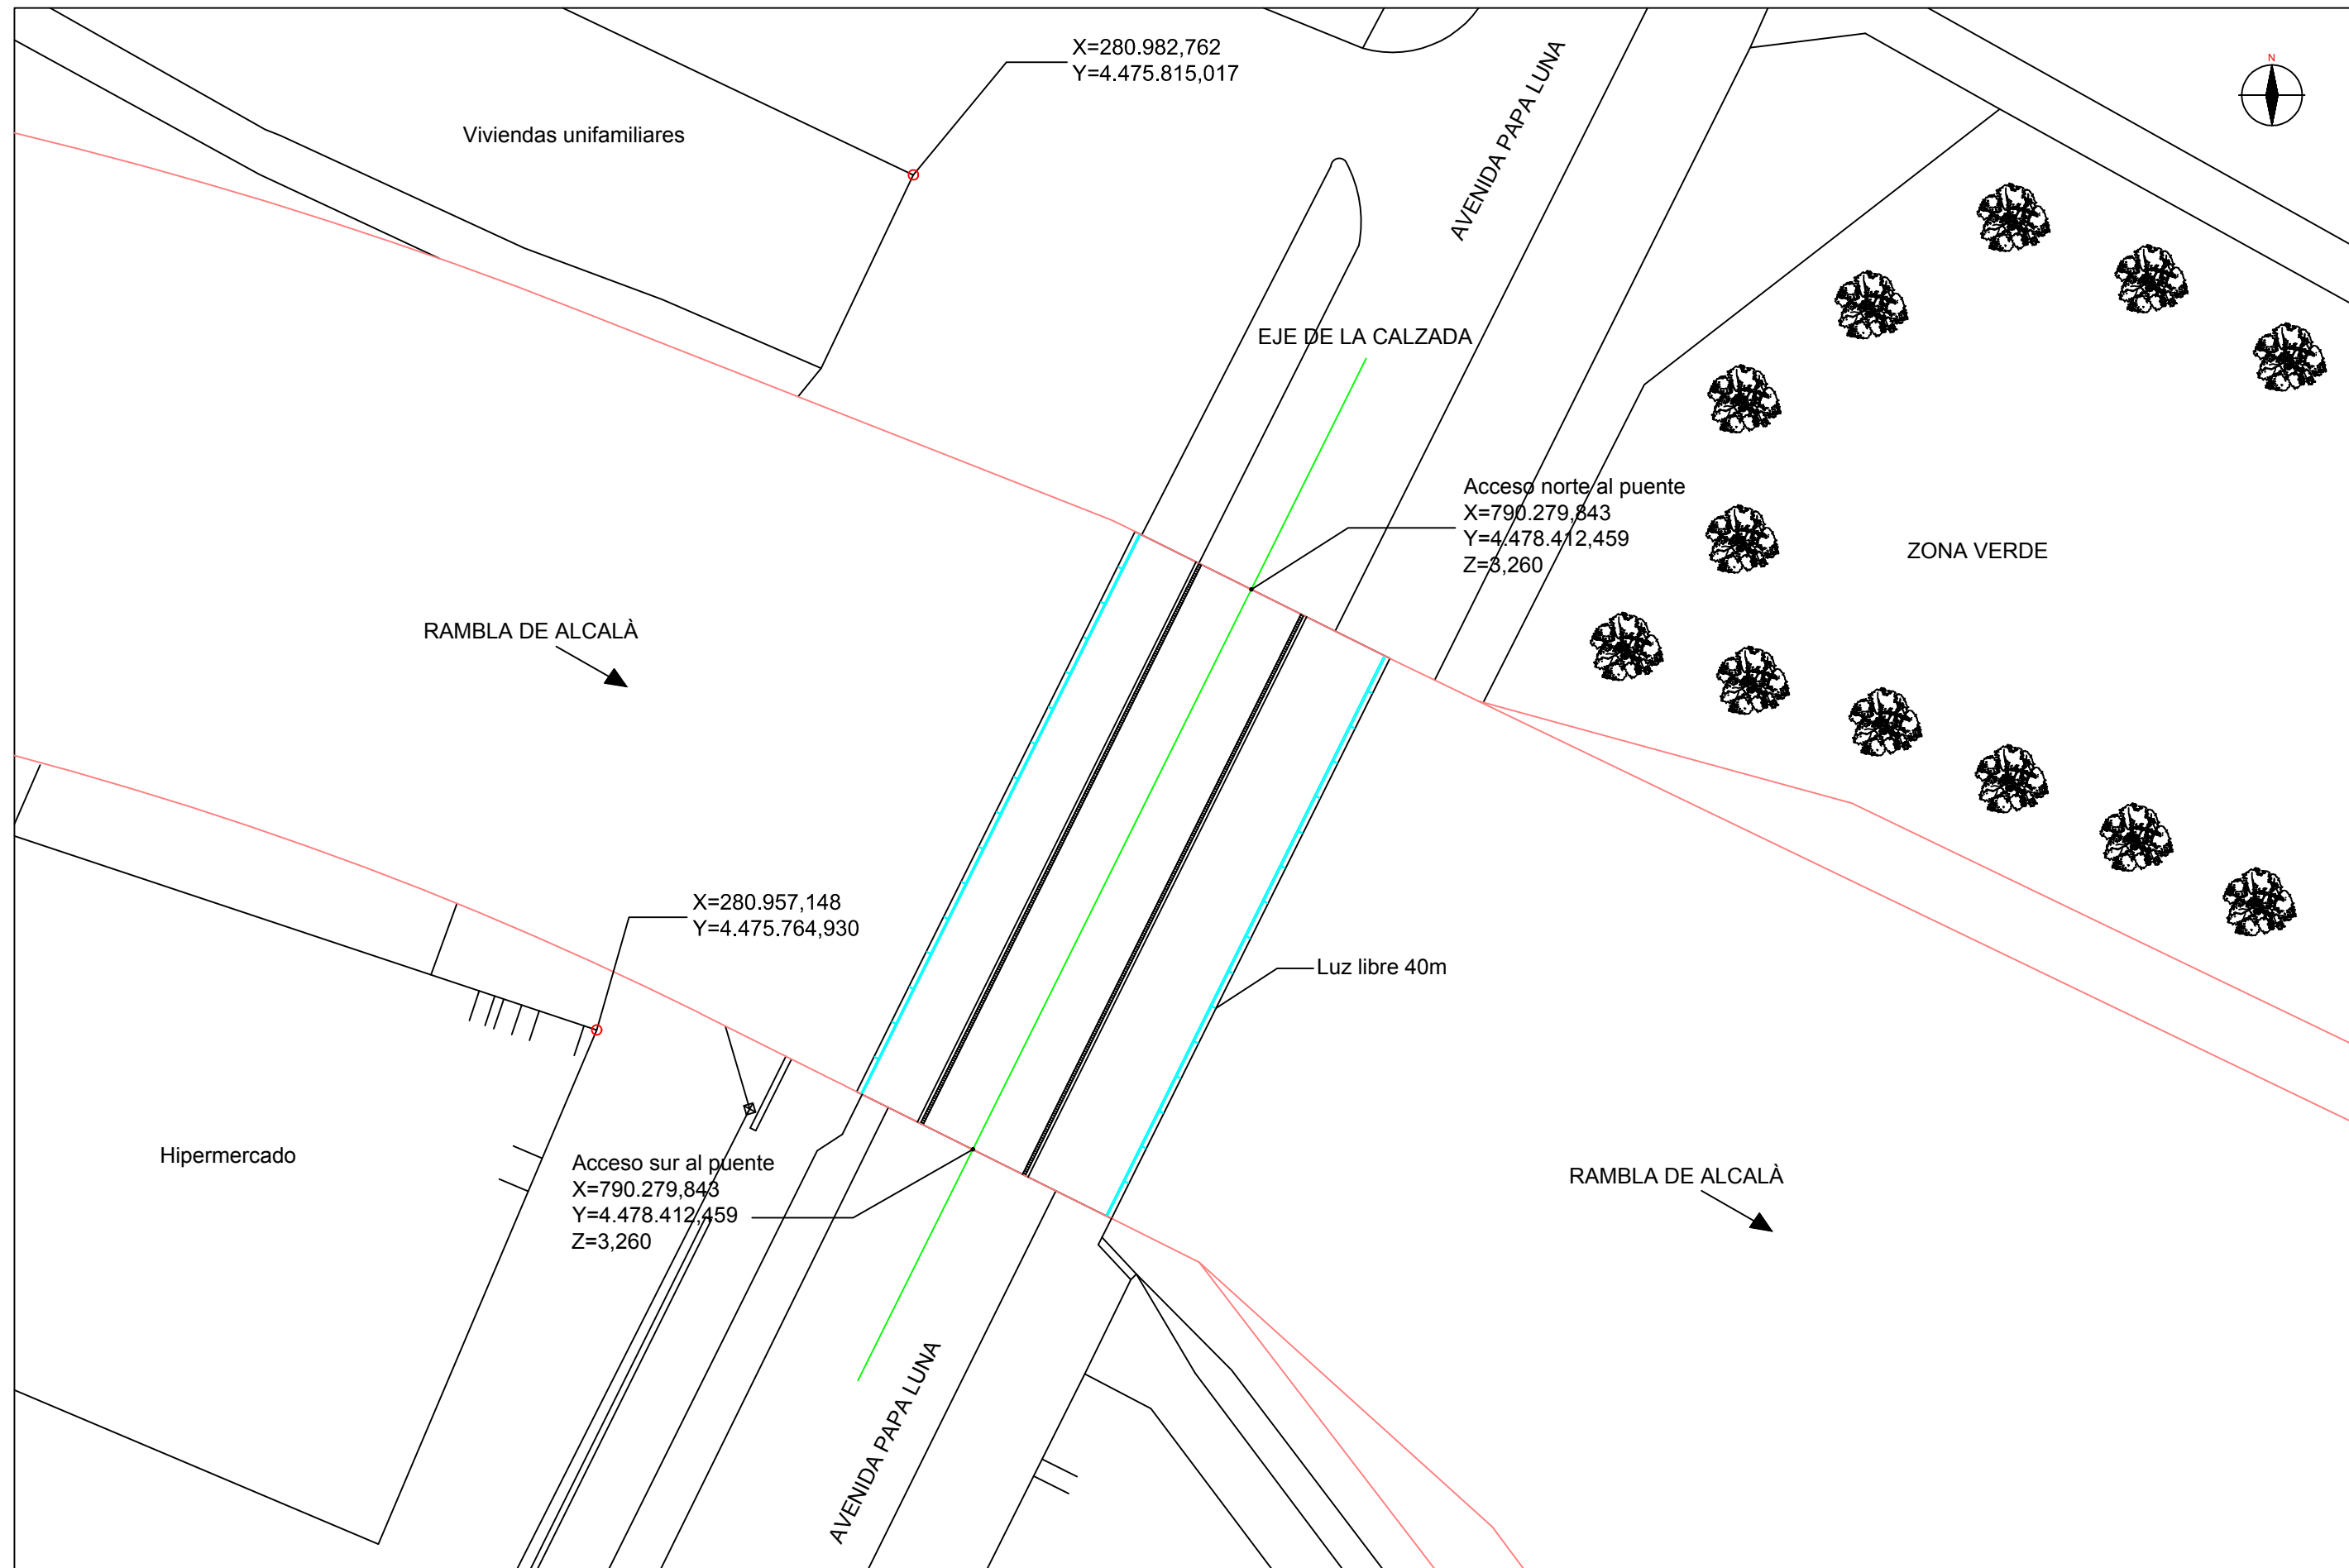 X=280.982,762
Y=4.475.815,017
AVENIDA PAPA LUNA
N
Viviendas unifamiliares
EJE DE LA CALZADA
Acceso norte al puente
X=790.279,843
Y=4.478.412,459
Z=3,260
ZONA VERDE
RAMBLA DE ALCALÀ
X=280.957,148
Y=4.475.764,930
Luz libre 40m
Hipermercado
Acceso sur al puente
X=790.279,843
Y=4.478.412,459
Z=3,260
RAMBLA DE ALCALÀ
AVENIDA PAPA LUNA